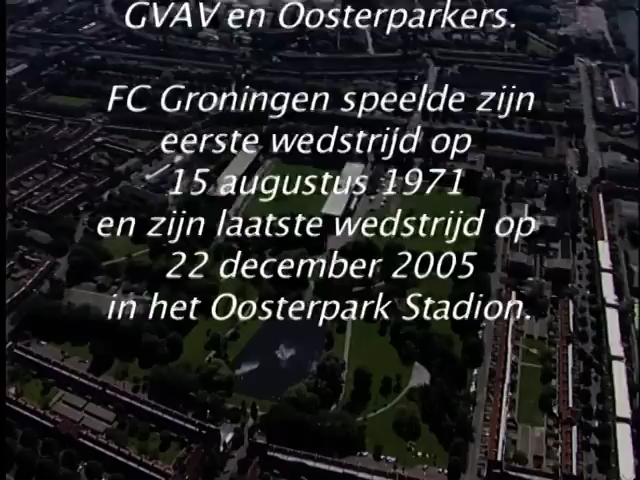 GVAV en Oosterparkers.
FC Groningen speelde zijn
eerste wedstrijd op
15 augustus 1971
en zijn laatste wedstrijd op
22 december 2005
in het Oosterpark Stadion.